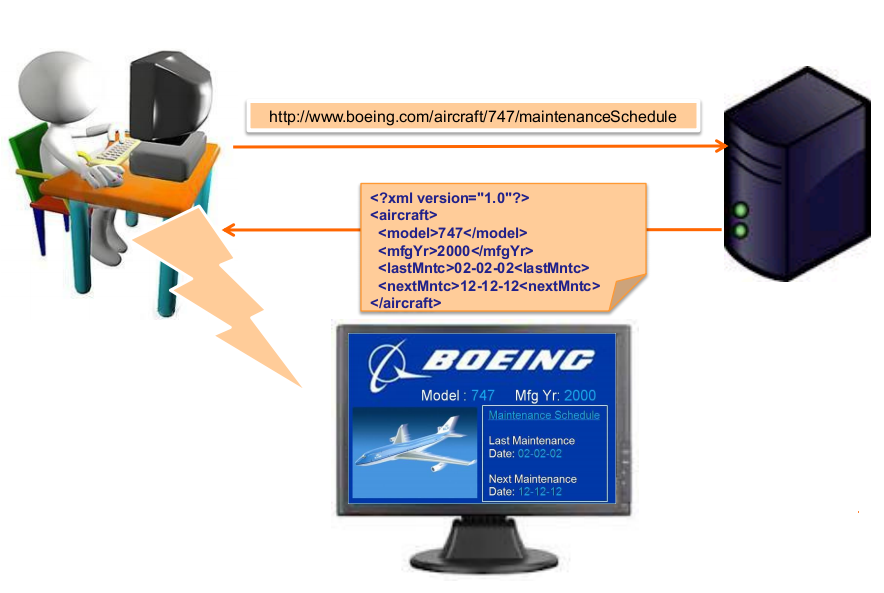 http://www.boeing.com/aircraft/747/maintenanceSchedule
<?xml version="1.0"?>
<aircraft>
<model>747</model>
<mfgYr>2000</mfgYr>
<lastMntc>02-02-02<lastMntc>
<nextMntc>12-12-12<nextMntc>
</aircraft>
BOEING
Model : 747 Mfg Yr: 2000
Maintenance Schedule
Last Maintenance
Date: 02-02-02
Next Maintenance
Date: 12-12-12